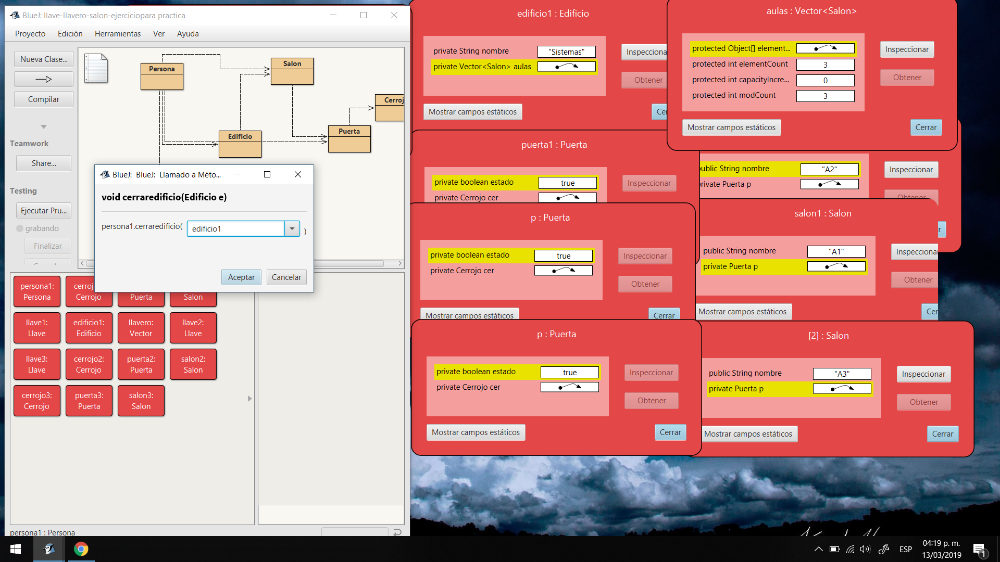 BlueJ: llave-llavero-salon-ejerciciopara practica
Proyecto Edición Herramientas Ver Ayuda
Nueva Clase...
Compilar
Teamwork
Share...
Testing
Ejecutar Pru...
grabando
Finalizar
Persona
Salon
Cerroj
Edificio
Puerta
BlueJ: BlueJ: Llamado a Méto...
void cerraredificio(Edificio e)
persona1.cerraredificio( edificio1 )
Aceptar Cancelar
persona1:
Persona
cerroj
Cerrojo
Puerta
Salon
llave1:
Llave
edificio1:
Edificio
llavero:
Vector
llave2:
Llave
llave3:
Llave
cerrojo2:
Cerrojo
puerta2:
Puerta
salon2:
Salon
cerrojo3:
Cerrojo
puerta3:
Puerta
salon3:
Salon
persona1 : Persona
edificio1 : Edificio
private String nombre "Sistemas"
private Vector<Salon> aulas
Inspecciona
Obtener
Mostrar campos estáticos
Ce
aulas : Vector<Salon>
protected Object[] element...
protected int elementCount 3
protected int capacityIncre... 0
protected int modCount 3
Inspeccionar
Obtener
Mostrar campos estáticos
Cerrar
puerta1 : Puerta
private boolean estado true
private Cerrojo cer
Inspeccionar
ublic String nombre "A2"
rivate Puerta p
Inspeccionar
Obtener
r
p : Puerta
private boolean estado true
private Cerrojo cer
Inspeccionar
Obtener
Mostrar campos estáticos
Cerrar
salon1 : Salon
public String nombre "A1"
private Puerta p
Inspecciona
Obtener
Mostrar campos estáticos
Cer
p : Puerta
private boolean estado true
private Cerrojo cer
Inspeccionar
Obtener
Mostrar campos estáticos
Cerrar
[2] : Salon
public String nombre "A3"
private Puerta p
Inspeccionar
Obtener
Mostrar campos estáticos
Cerrar
ESP
04:19 p. m.
13/03/2019
1